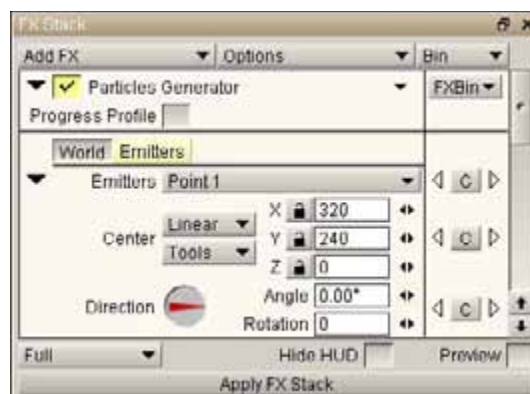 FX Stack
Add FX Options Bin
Particles Generator FXBin
Progress Profile
World Emitters
Emitters Point 1 C
X 320
Center Linear Y 240 C
Tools Z 0
Direction Angle 0.00° C
Rotation 0
Full Hide HUD Preview
Apply FX Stack